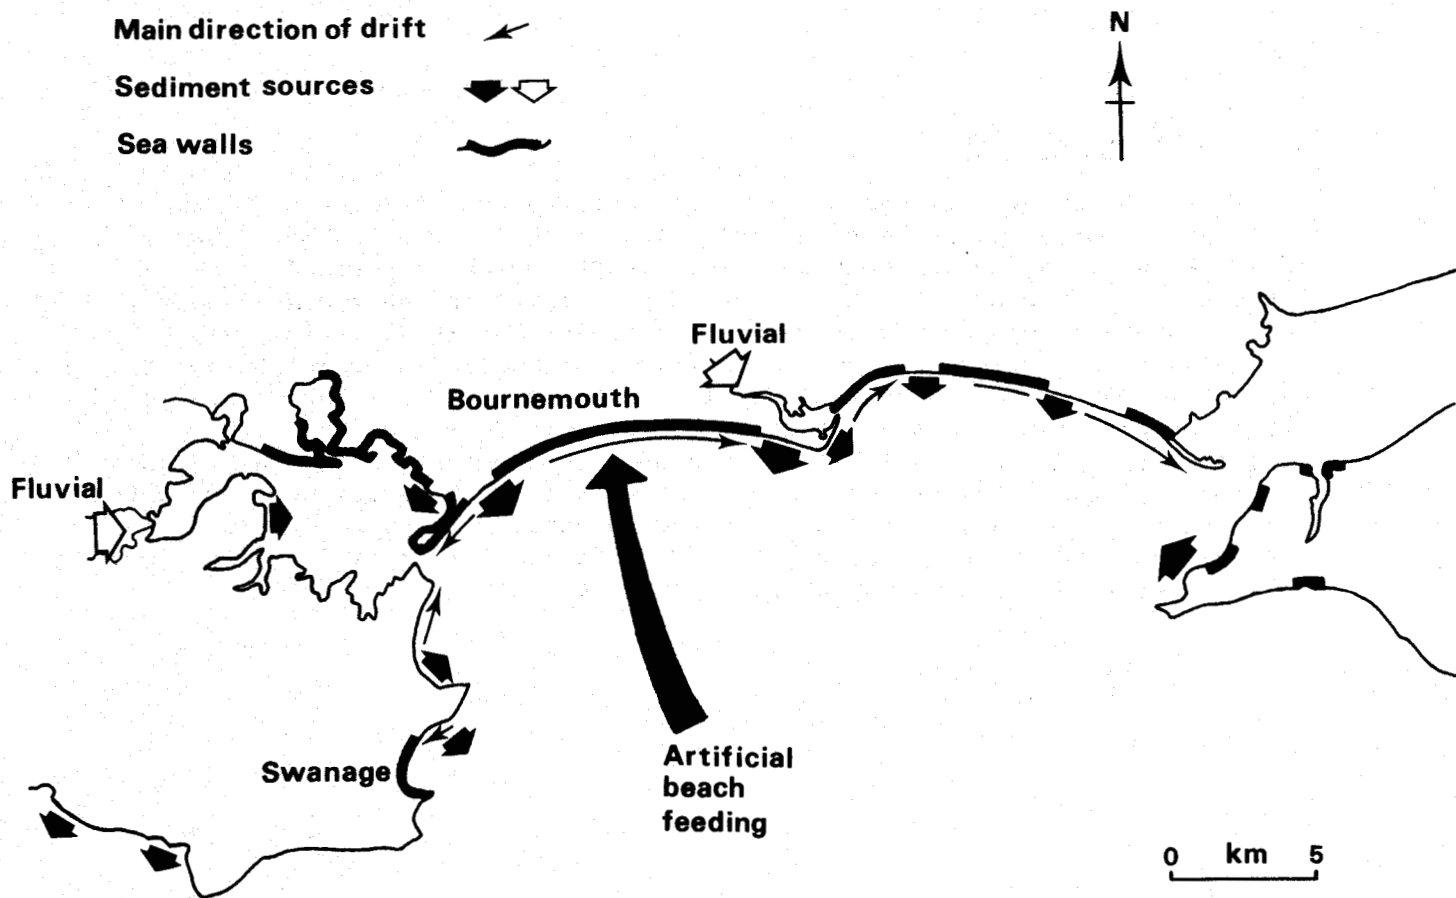 Main direction of drift
Sediment sources
Sea walls
N
Fluvial
Bournemouth
Fluvial
Swanage
Artificial
beach
feeding
0 km 5